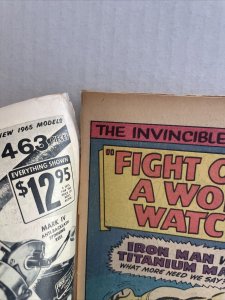 NEW 1965 MODEL!
463
EVERYTHING SHOWN
$12.95
MARK IV
THE INVINCIBLE
"FIGHT O
A WO
WATC
IRON MAN V
TITANIUM MA
WHAT MORE NEED WE SAY